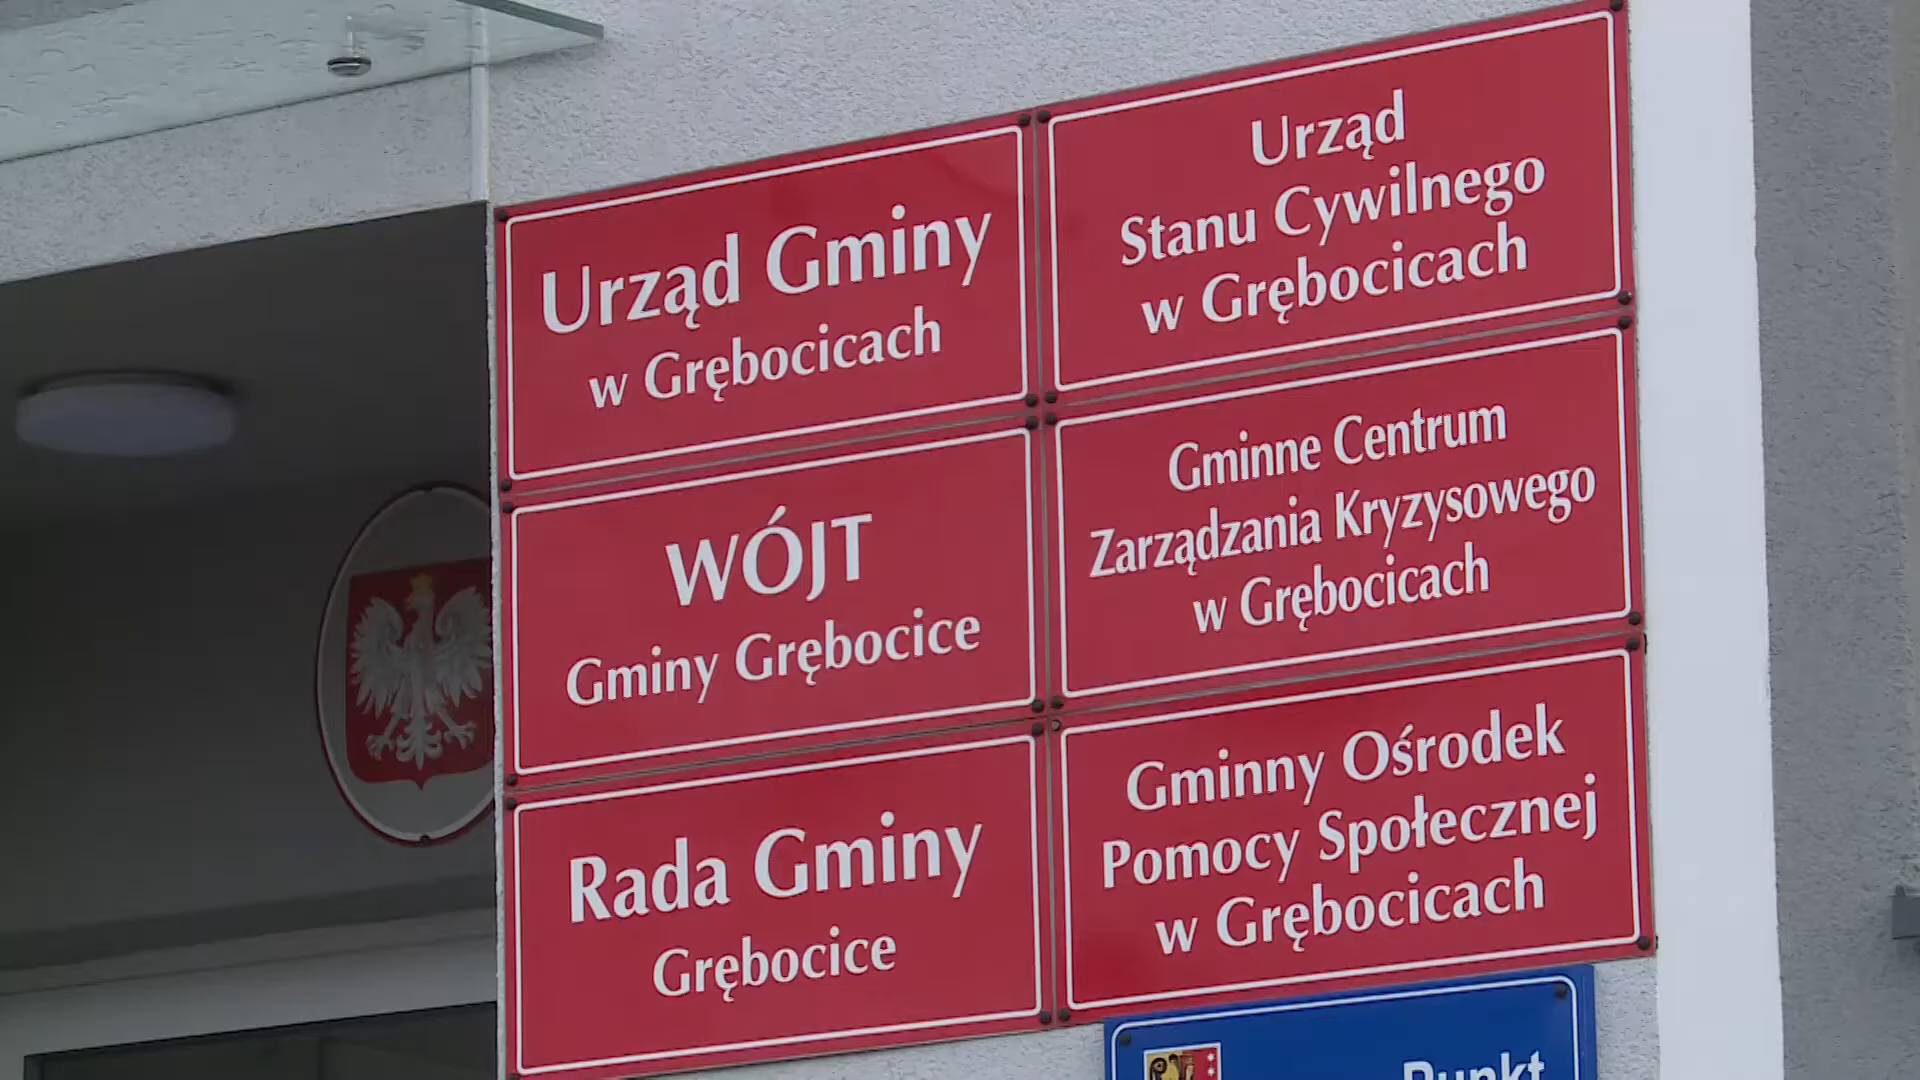 Urząd Gminy
w Grębocicach
WÓJT
Gminy Grębocice
Rada Gminy
Grębocice
Urząd
Stanu Cywilnego
w Grębocicach
Gminne Centrum
Zarządzania Kryzysowego
w Grębocicach
Gminny Ośrodek
Pomocy Społecznej
w Grębocicach
Punkt